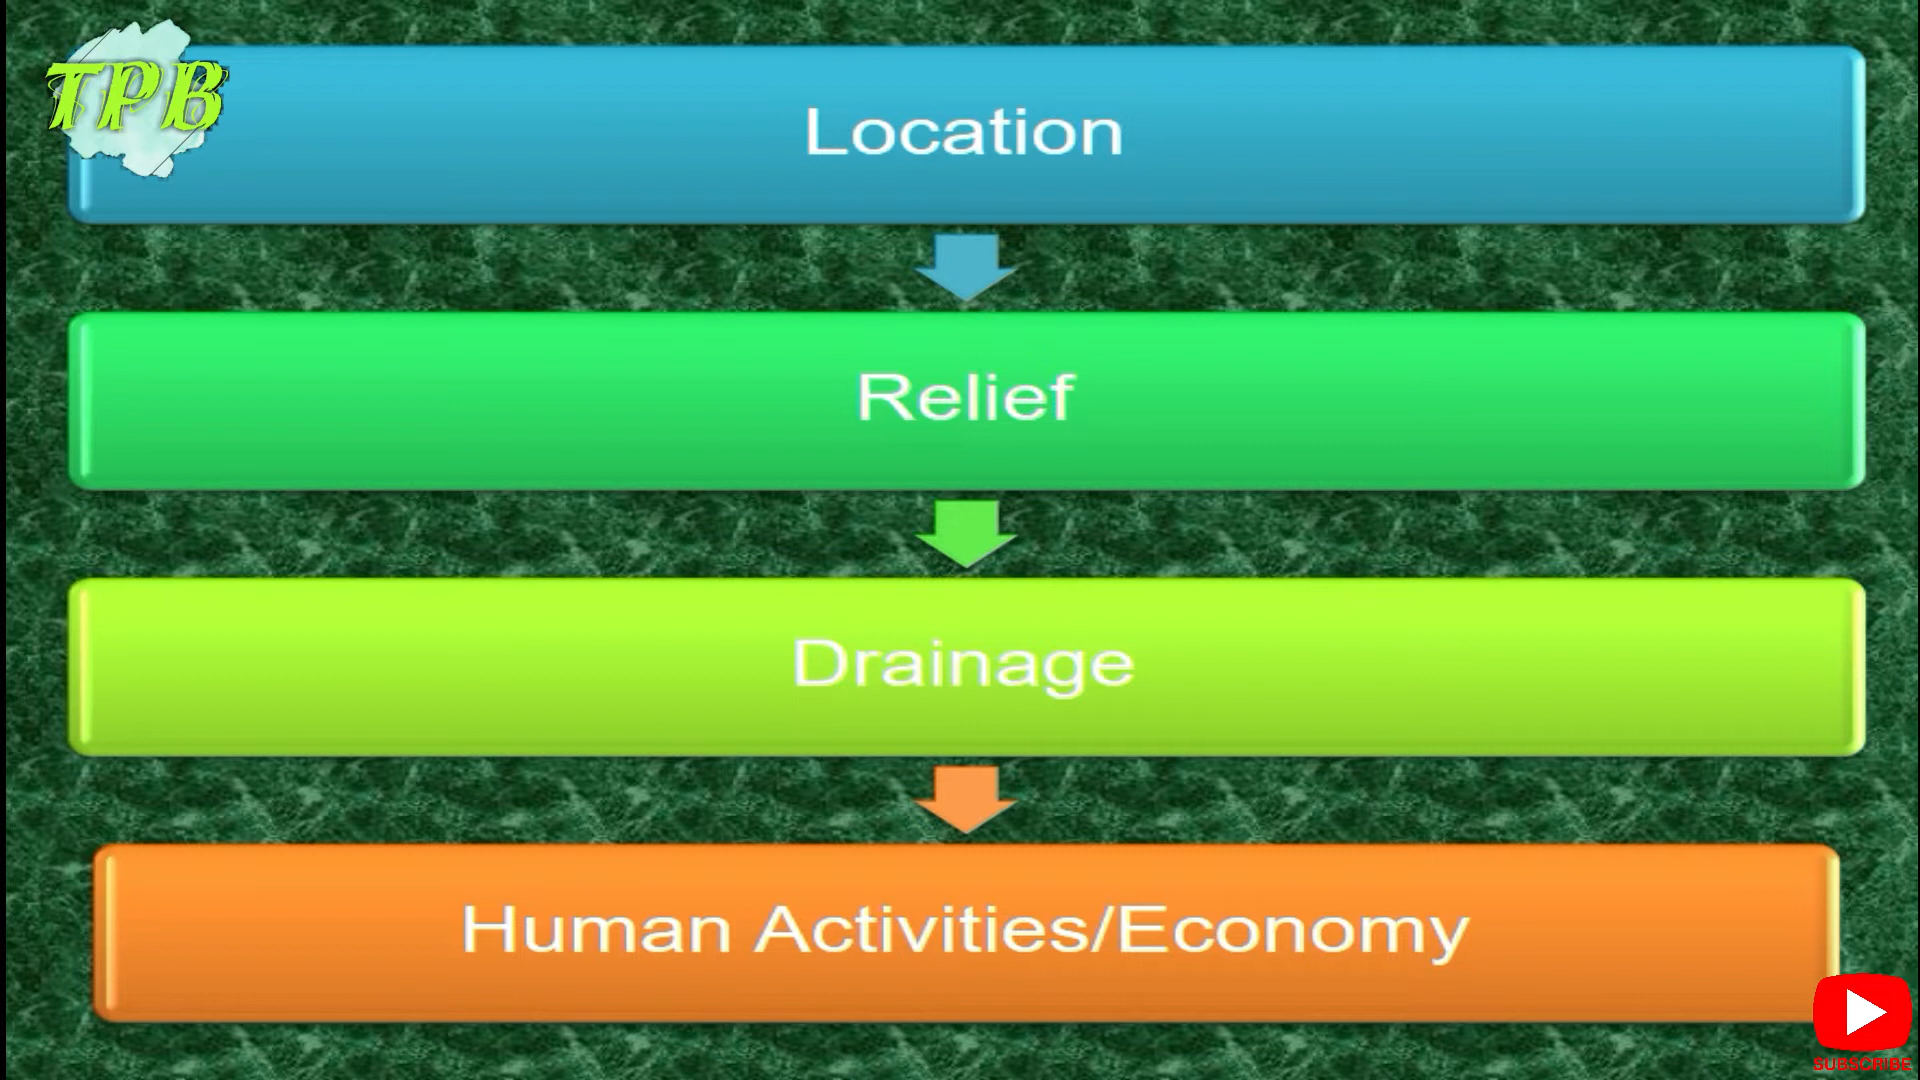 TPB
Location
Relief
Drainage
Human Activities/Economy
SUBSCRIBE